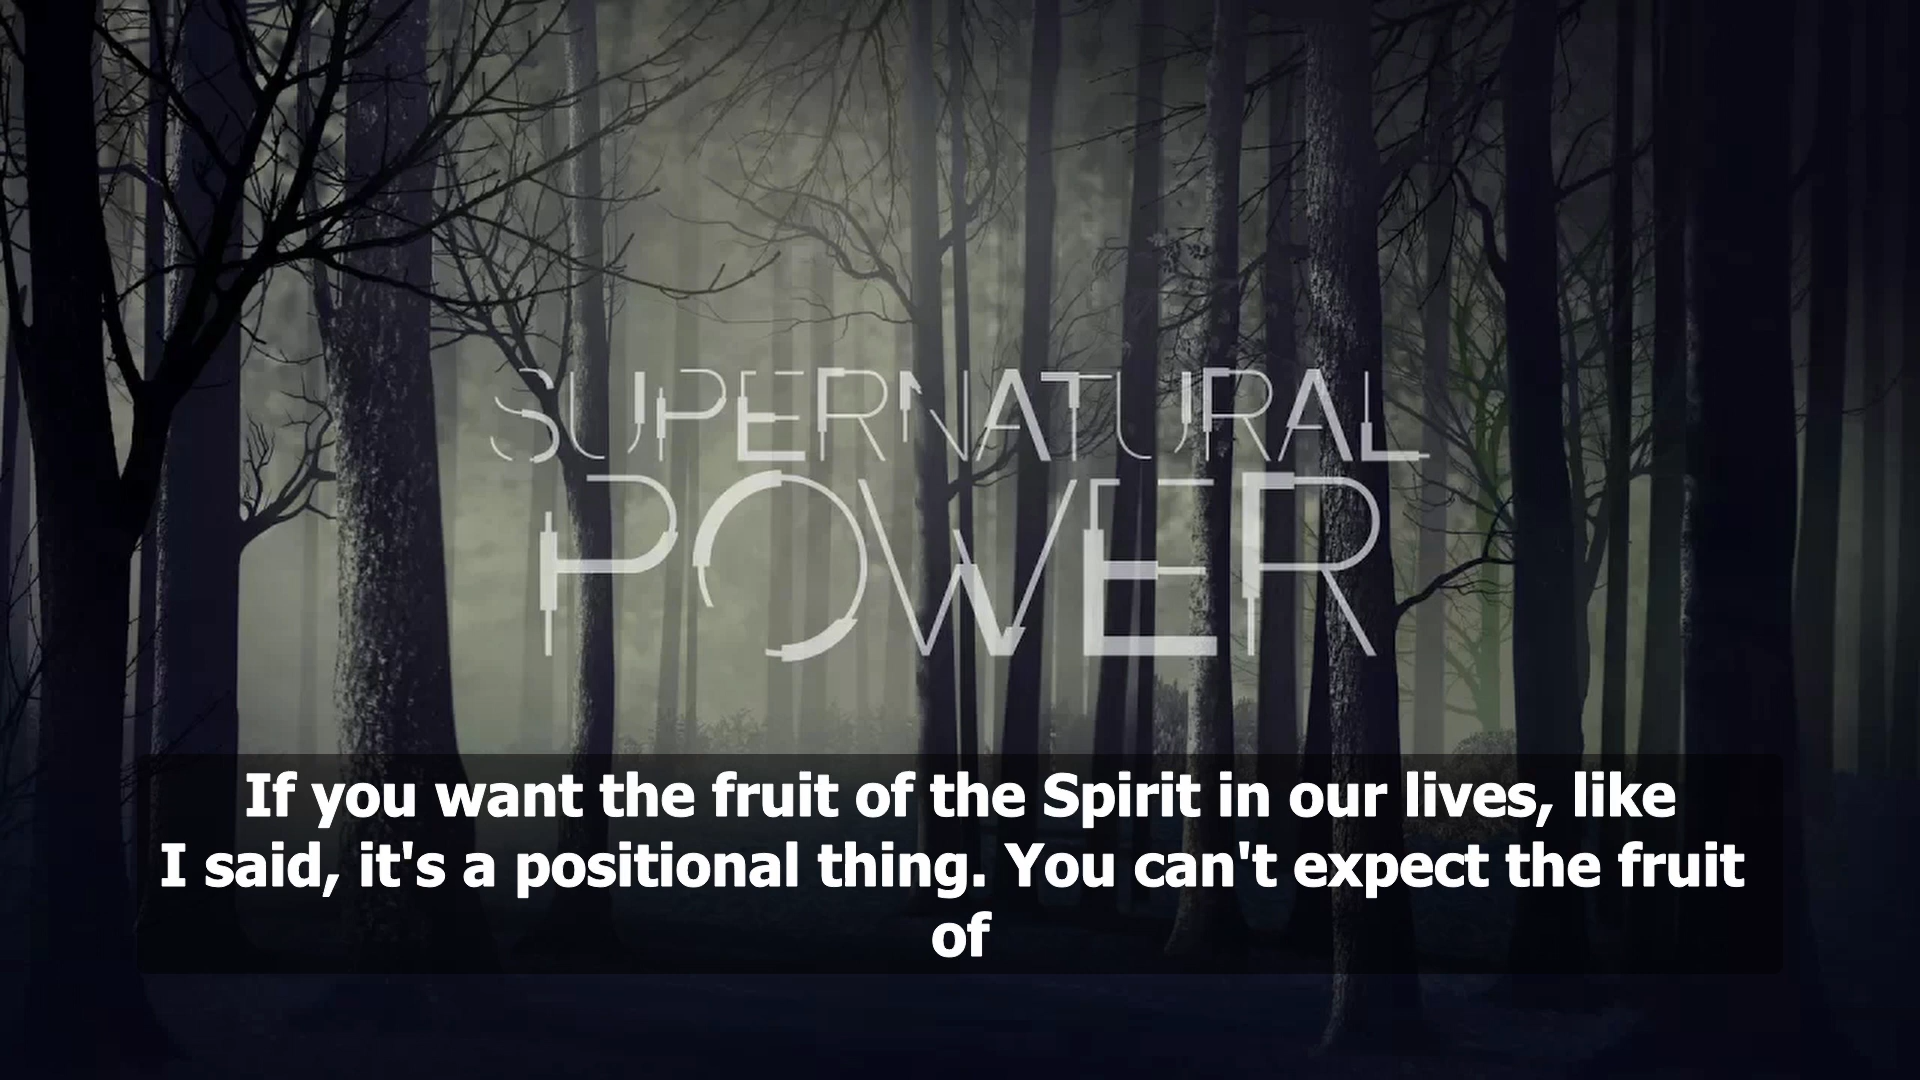 SUPERNATURAL
POWER
If you want the fruit of the Spirit in our lives, like
I said, it's a positional thing. You can't expect the fruit
of